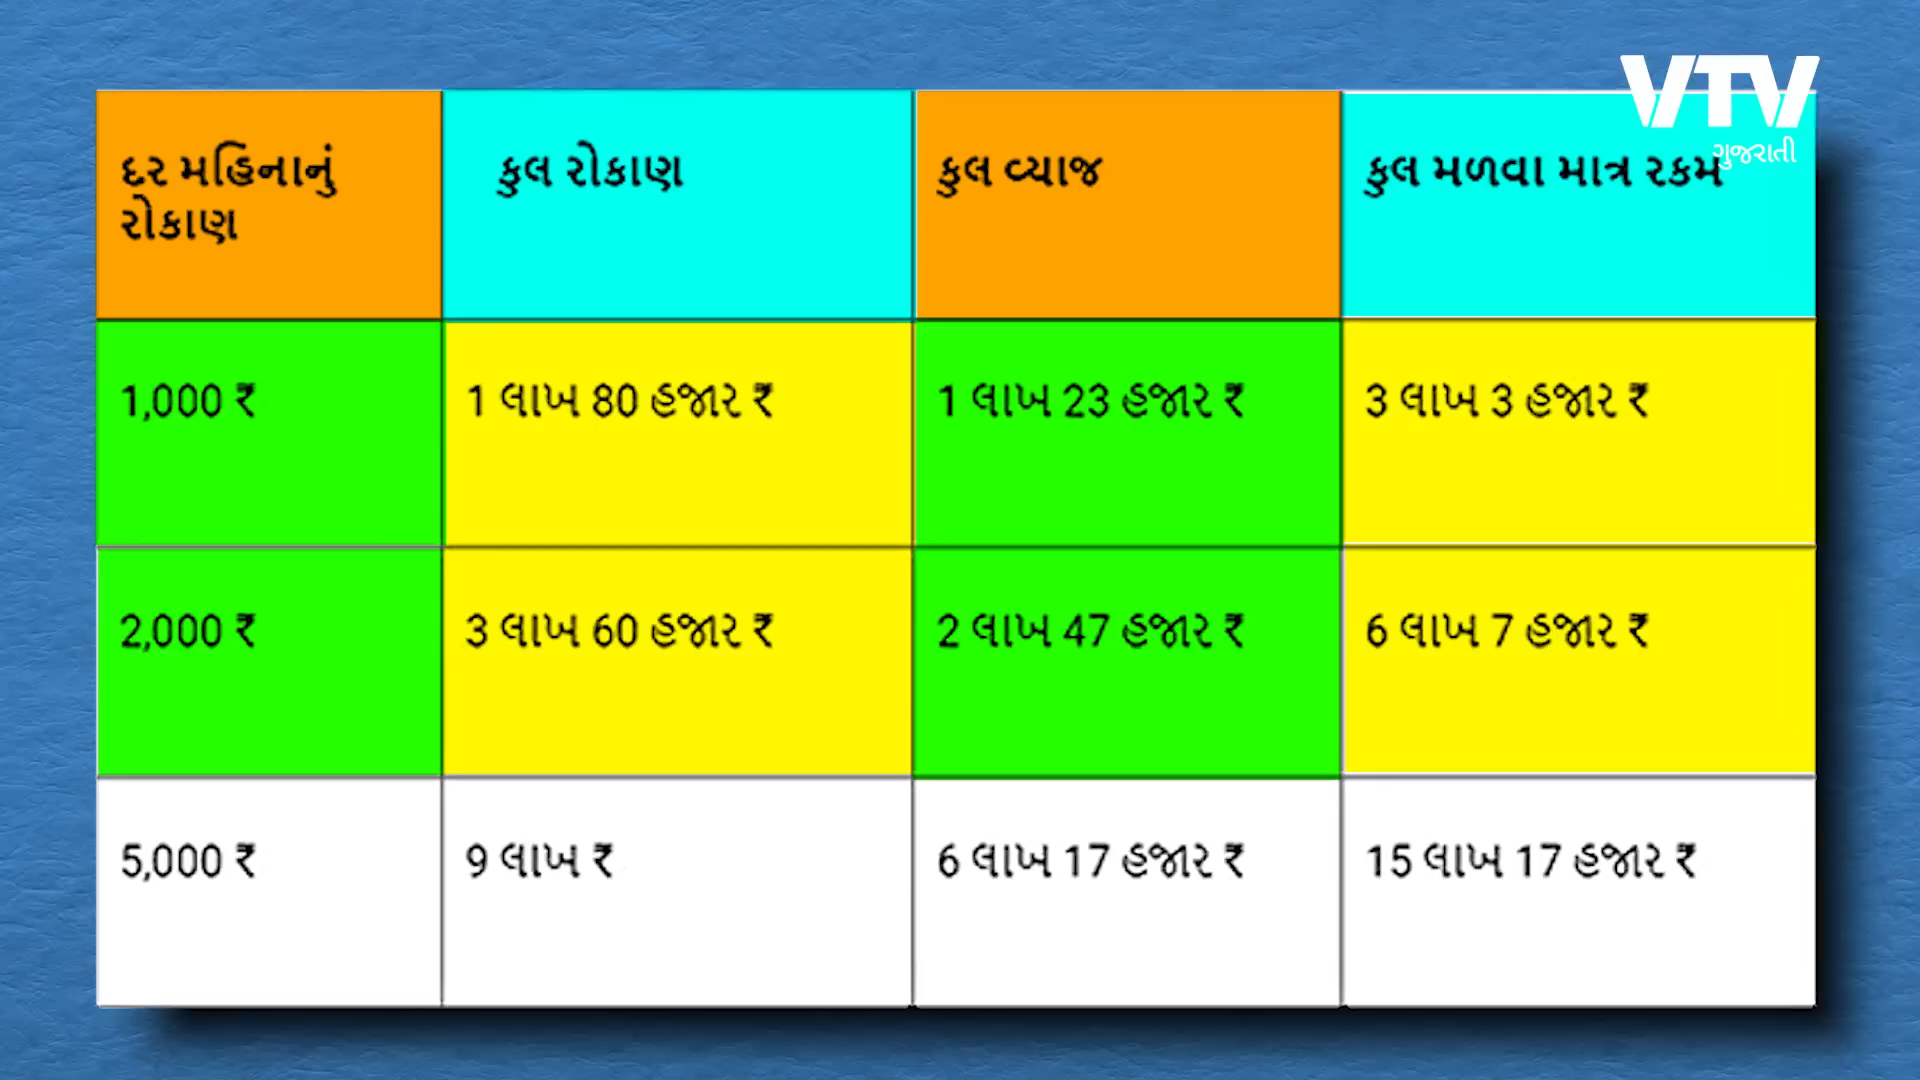 VTV
ગુજરાતી
દર મહિનાનું
રોકાણ
કુલ રોકાણ
કુલ વ્યાજ
કુલ મળવા માત્ર રકમ
1,000 ₹
1 લાખ 80 હજાર ₹
1 લાખ 23 હજાર ₹
3 લાખ 3 હજાર ₹
2,000 ₹
3 લાખ 60 હજાર ₹
2 લાખ 47 હજાર ₹
6 લાખ 7 હજાર ₹
5,000 ₹
9 લાખ ₹
6 લાખ 17 હજાર ₹
15 લાખ 17 હજાર ₹